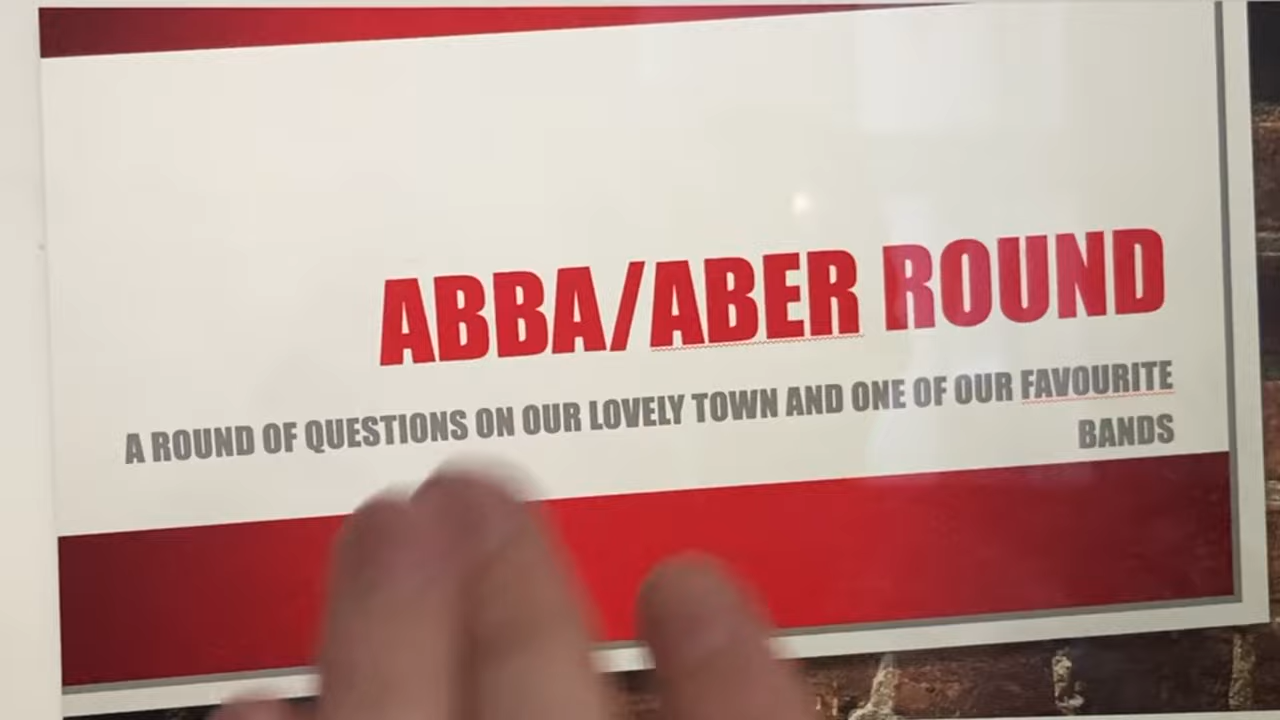 ABBA/ABER ROUND
A ROUND OF QUESTIONS ON OUR LOVELY TOWN AND ONE OF OUR FAVOURITE
BANDS